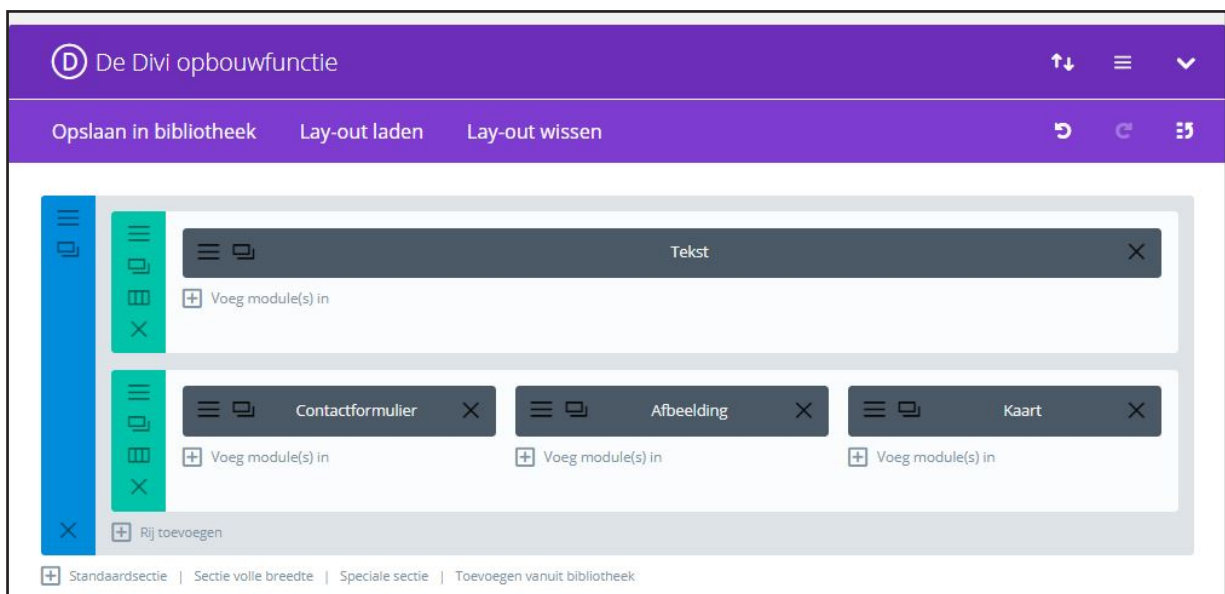 D De Divi opbouwfunctie
Opslaan in bibliotheek Lay-out laden Lay-out wissen
Tekst
Voeg module(s) in
Contactformulier Afbeelding Kaart
Voeg module(s) in Voeg module(s) in Voeg module(s) in
Rij toevoegen
Standaardsectie | Sectie volle breedte | Speciale sectie | Toevoegen vanuit bibliotheek